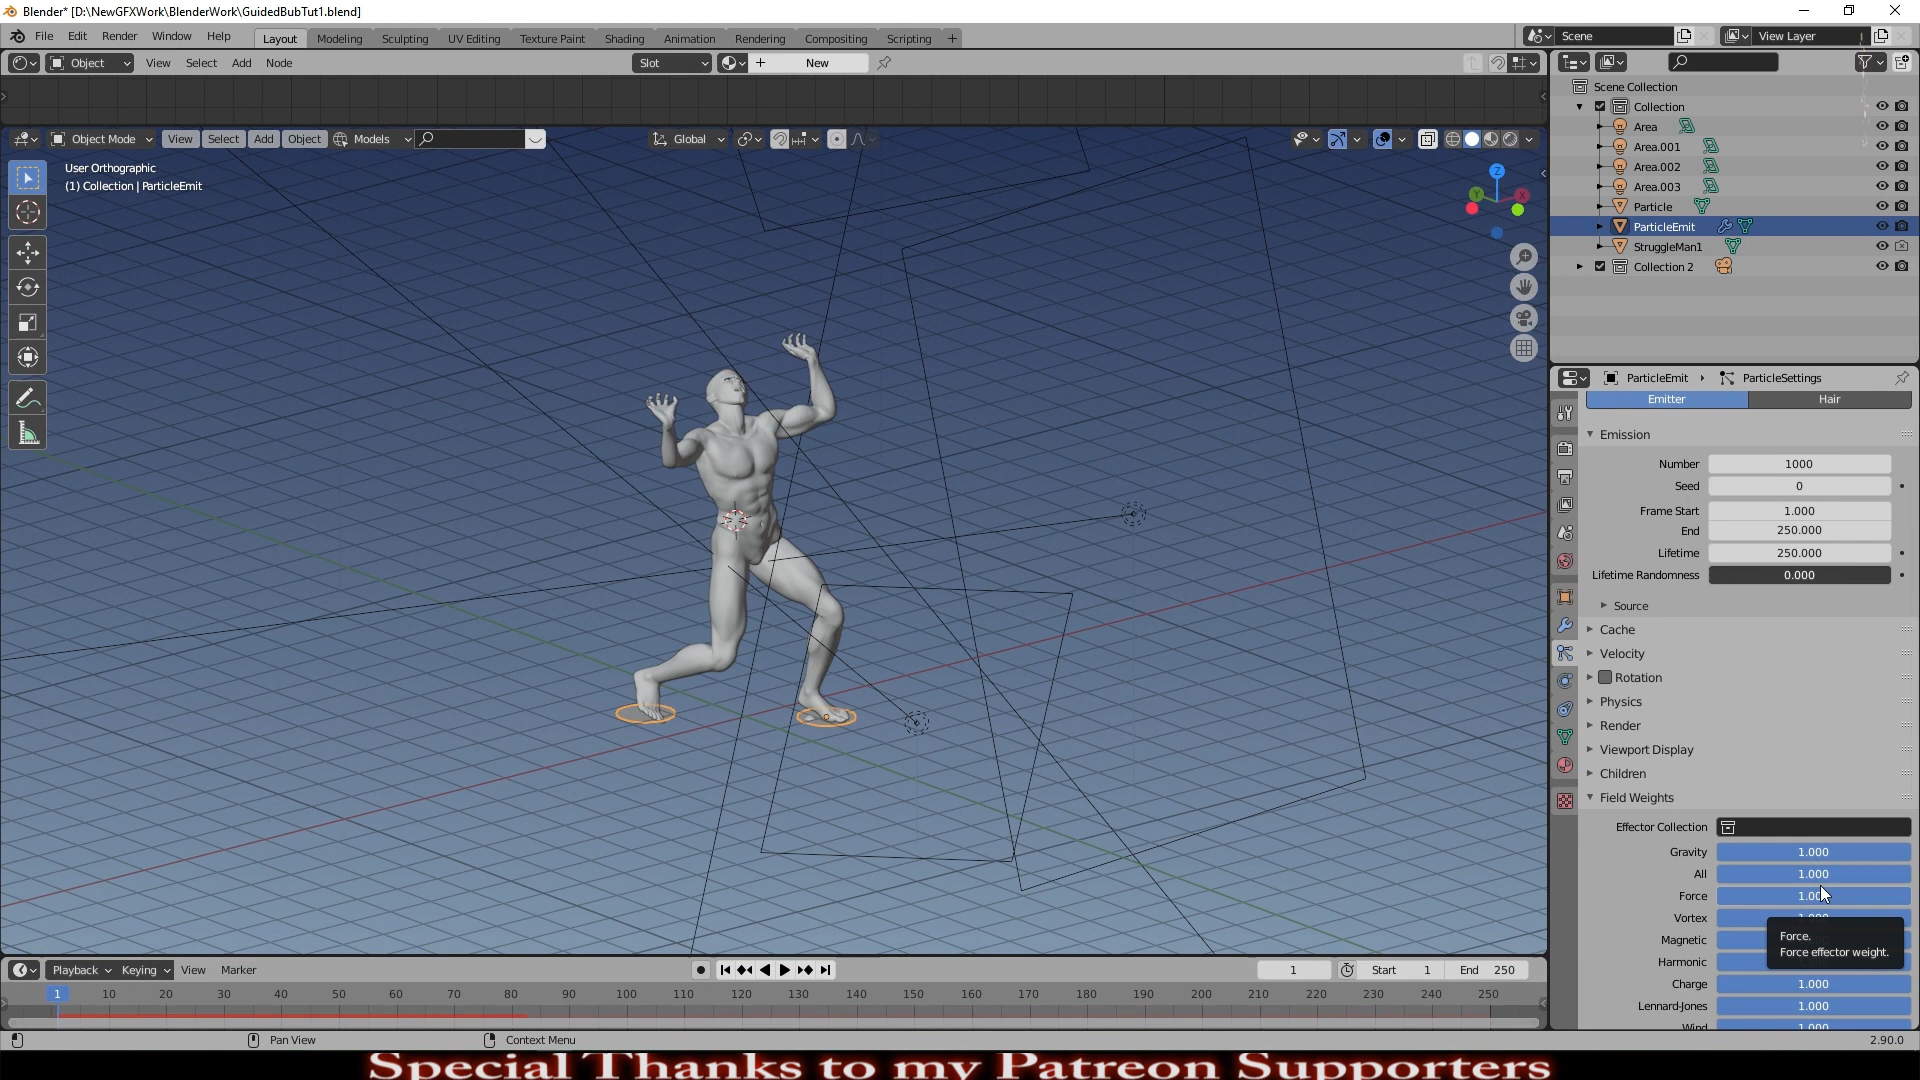 Blender* [D:\NewGFXWork\BlenderWork\GuidedBubTut1.blend]
File Edit Render Window Help Layout Modeling Sculpting UV Editing Texture Paint Shading Animation Rendering Compositing Scripting + Scene View Layer
Object View Select Add Node Slot + New
Scene Collection
Collection
Object Mode View Select Add Object Models Global
Area
Area.001
Area.002
Area.003
Particle
ParticleEmit
StruggleMan1
Collection 2
User Orthographic
(1) Collection | ParticleEmit
Z
Y
X
ParticleEmit › ParticleSettings
Emitter Hair
Emission
Number 1000
Seed 0
Frame Start 1.000
End 250.000
Lifetime 250.000
Lifetime Randomness 0.000
Source
Cache
Velocity
Rotation
Physics
Render
Viewport Display
Children
Field Weights
Effector Collection
Gravity 1.000
All 1.000
Force 1.00
Vortex 1.000
Magnetic
Harmonic
Charge 1.000
Lennard-Jones 1.000
Wind 1.000
Force.
Force effector weight.
Playback Keying View Marker 1 Start 1 End 250
1 10 20 30 40 50 60 70 80 90 100 110 120 130 140 150 160 170 180 190 200 210 220 230 240 250
Pan View Context Menu 2.90.0
Special Thanks to my Patreon Supporters